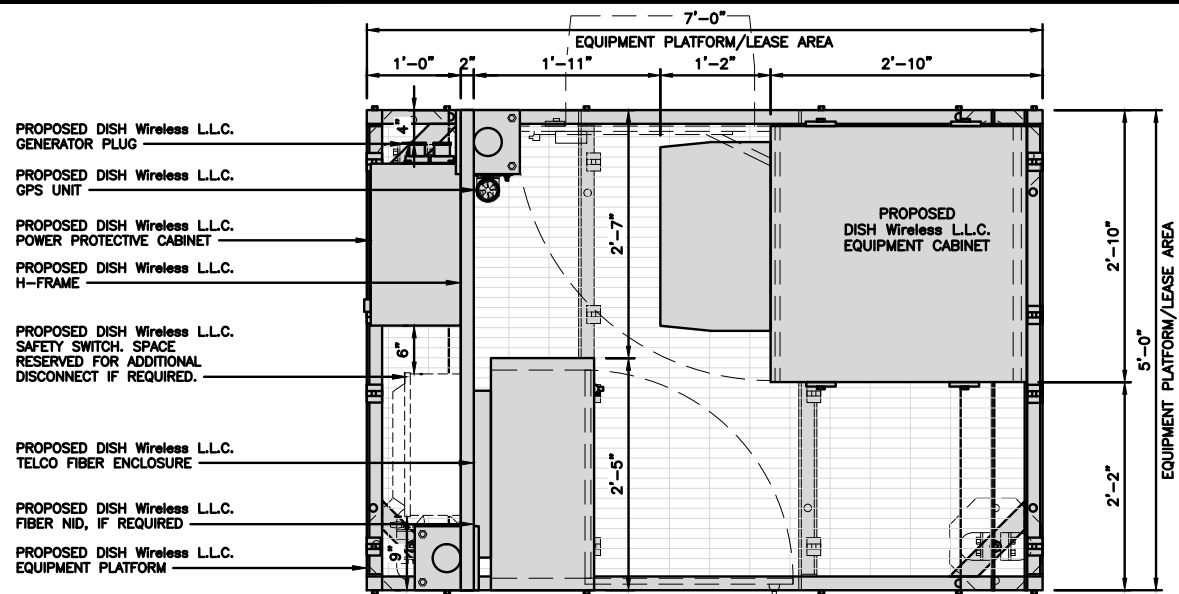 7'-0"
EQUIPMENT PLATFORM/LEASE AREA
1'-0"
2"
1'-11"
1'-2"
2'-10"
PROPOSED DISH Wireless L.L.C.
GENERATOR PLUG
PROPOSED DISH Wireless L.L.C.
GPS UNIT
PROPOSED DISH Wireless L.L.C.
POWER PROTECTIVE CABINET
PROPOSED DISH Wireless L.L.C.
H-FRAME
PROPOSED DISH Wireless L.L.C.
SAFETY SWITCH. SPACE
RESERVED FOR ADDITIONAL
DISCONNECT IF REQUIRED.
PROPOSED DISH Wireless L.L.C.
TELCO FIBER ENCLOSURE
PROPOSED DISH Wireless L.L.C.
FIBER NID, IF REQUIRED
PROPOSED DISH Wireless L.L.C.
EQUIPMENT PLATFORM
4"
6"
9"
2'-7"
2'-5"
PROPOSED
DISH Wireless L.L.C.
EQUIPMENT CABINET
2'-10"
2'-2"
5'-0"
EQUIPMENT PLATFORM/LEASE AREA